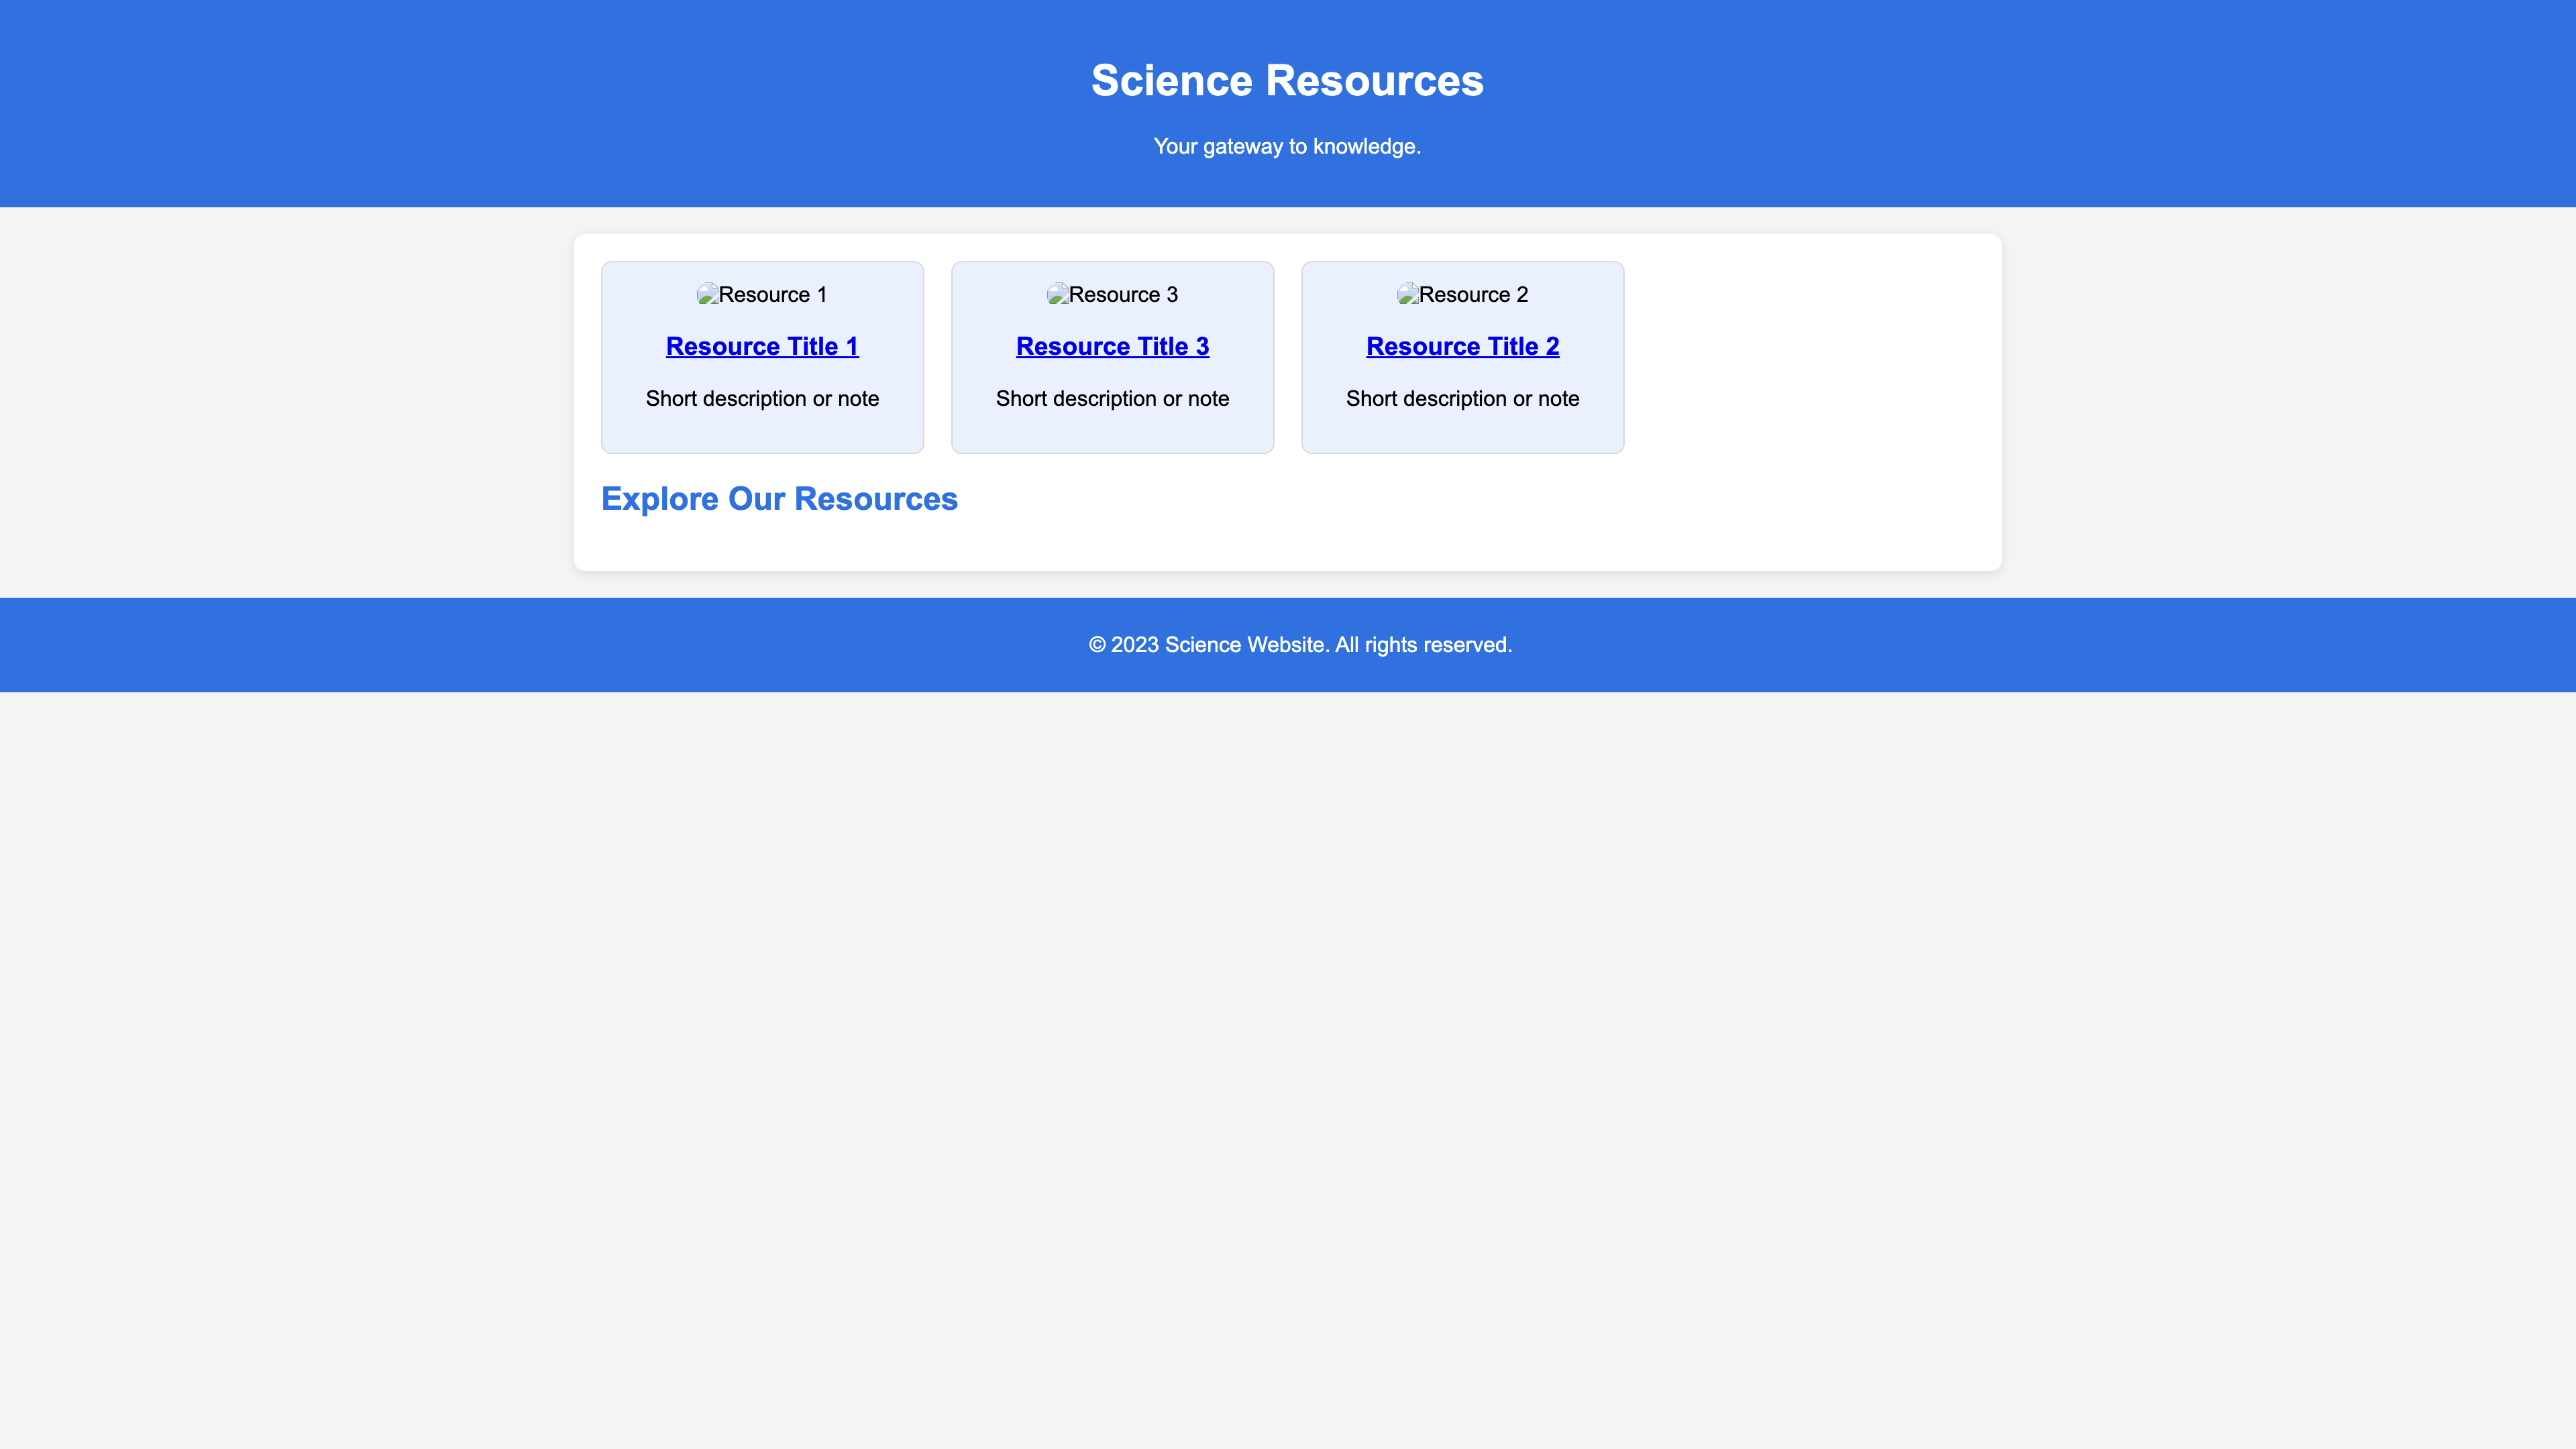 Science Resources
Your gateway to knowledge.
Resource 1
Resource Title 1
Short description or note
Resource 3
Resource Title 3
Short description or note
Resource 2
Resource Title 2
Short description or note
Explore Our Resources
© 2023 Science Website. All rights reserved.